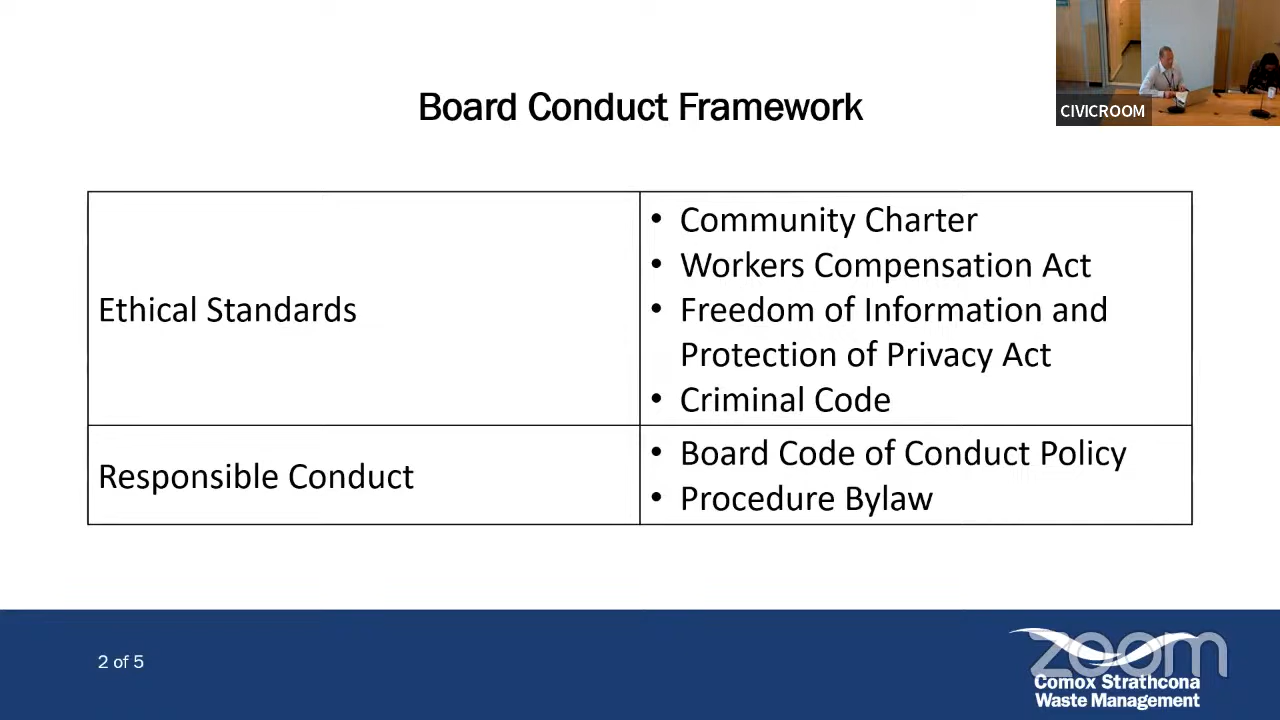 CIVICROOM
Board Conduct Framework
Ethical Standards
• Community Charter
• Workers Compensation Act
• Freedom of Information and
Protection of Privacy Act
• Criminal Code
Responsible Conduct
• Board Code of Conduct Policy
• Procedure Bylaw
2 of 5
zoom
Comox Strathcona
Waste Management